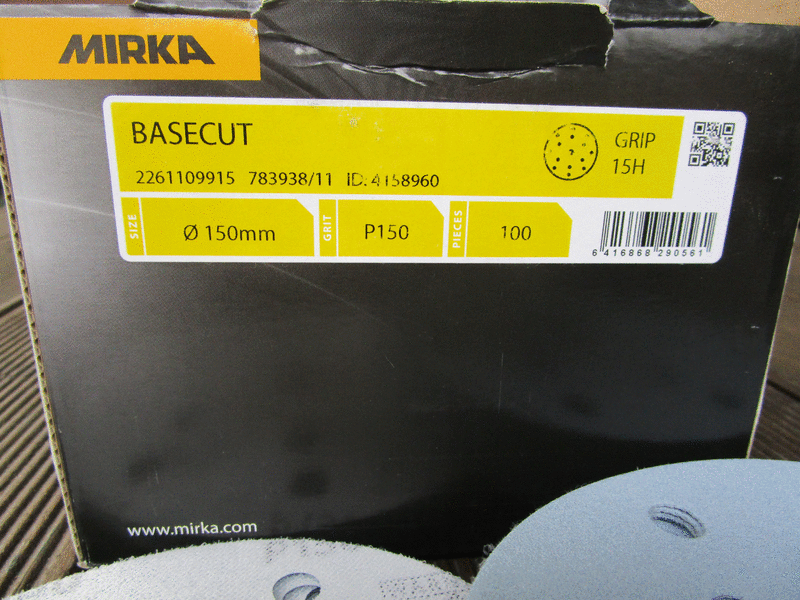 MIRKA
BASECUT
2261109915 783938/11 ID: 4158960
GRIP
15H
SIZE
Ø 150mm
GRIT
P150
PIECES
100
6 416868 290561
www.mirka.com